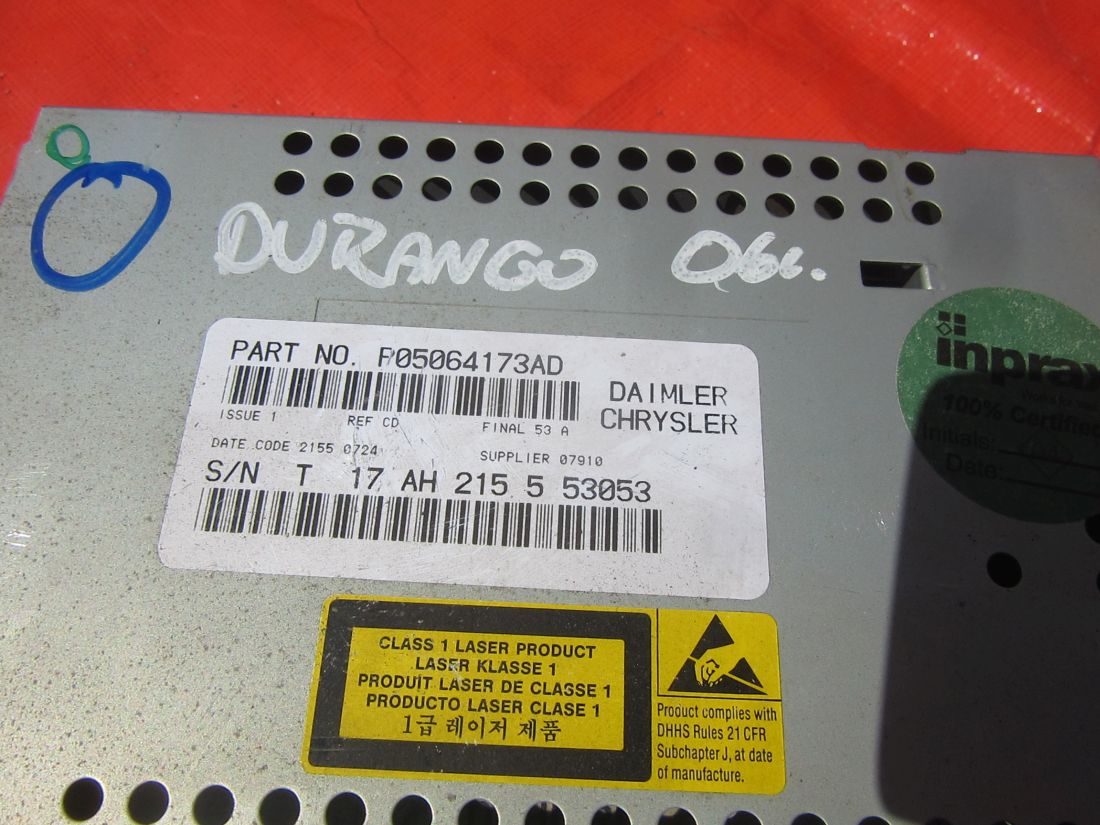 DURANGO 06L.
PART NO. P05064173AD
DAIMLER
CHRYSLER
ISSUE 1 REF CD FINAL 53 A
DATE CODE 2155 0724 SUPPLIER 07910
S/N T 17 AH 215 5 53053
inprax
100% Certified
Initials:
Date:
CLASS 1 LASER PRODUCT
LASER KLASSE 1
PRODUIT LASER DE CLASSE 1
PRODUCTO LASER CLASE 1
1급 레이저 제품
Product complies with
DHHS Rules 21 CFR
Subchapter J, at date
of manufacture.